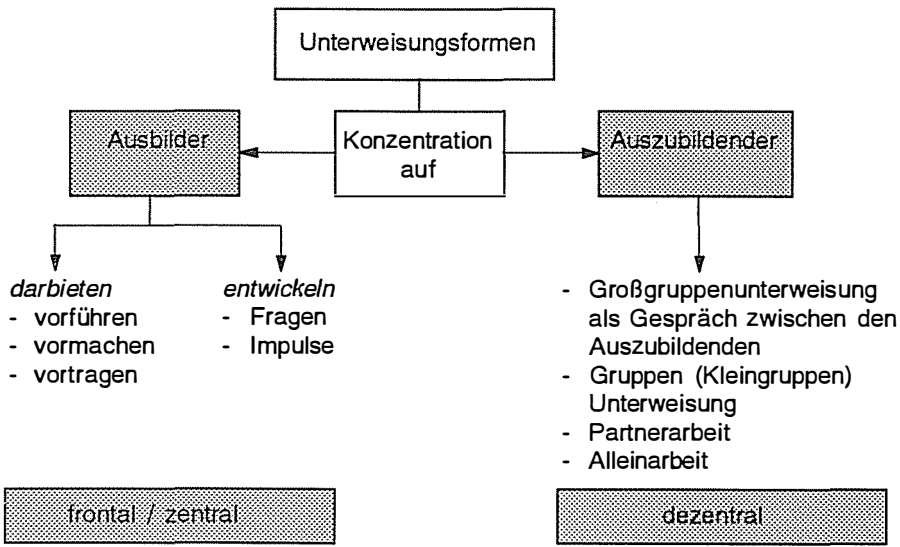 Unterweisungsformen
Ausbilder
Konzentration
auf
Auszubildender
darbieten
- vorführen
- vormachen
- vortragen
entwickeln
- Fragen
- Impulse
- Großgruppenunterweisung
als Gespräch zwischen den
Auszubildenden
- Gruppen (Kleingruppen)
Unterweisung
- Partnerarbeit
- Alleinarbeit
frontal / zentral
dezentral